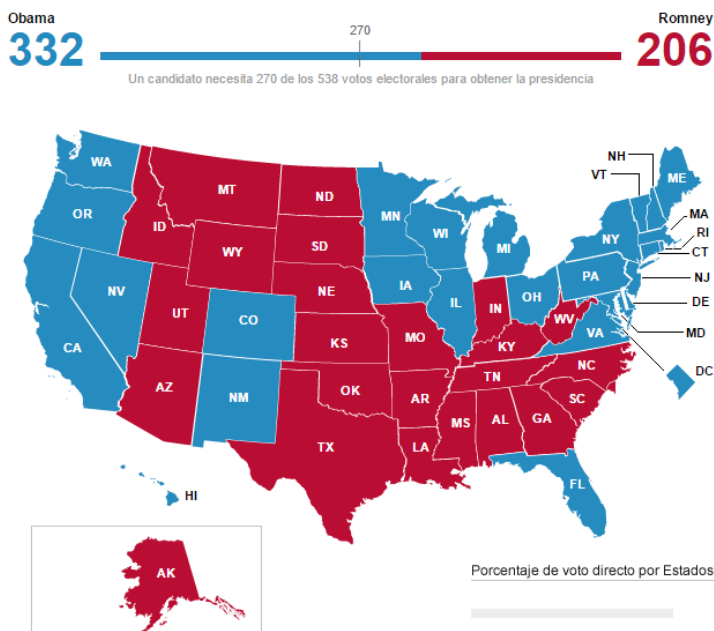 Obama
Romney
332
270
206
Un candidato necesita 270 de los 538 votos electorales para obtener la presidencia
WA
MT
ND
MN
NH
VT
ME
OR
ID
SD
WI
MI
NY
MA
RI
CT
WY
NJ
NV
NE
IA
PA
DE
UT
CO
IL
IN
OH
WV
VA
MD
CA
KS
MO
KY
DC
AZ
NM
OK
AR
TN
NC
SC
TX
LA
MS
AL
GA
FL
HI
AK
Porcentaje de voto directo por Estados